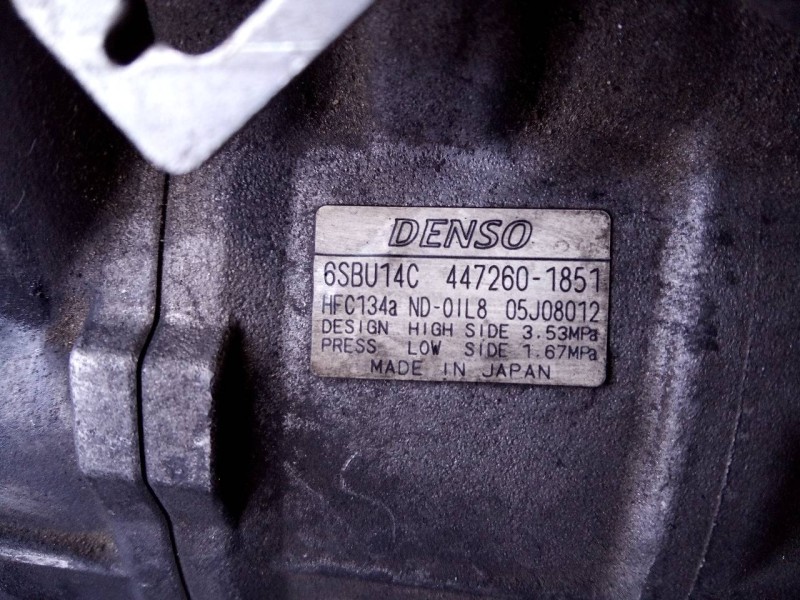 DENSO
6SBU14C 447260-1851
HFC134a ND-OIL8 05J08012
DESIGN HIGH SIDE 3.53MPa
PRESS LOW SIDE 1.67MPa
MADE IN JAPAN